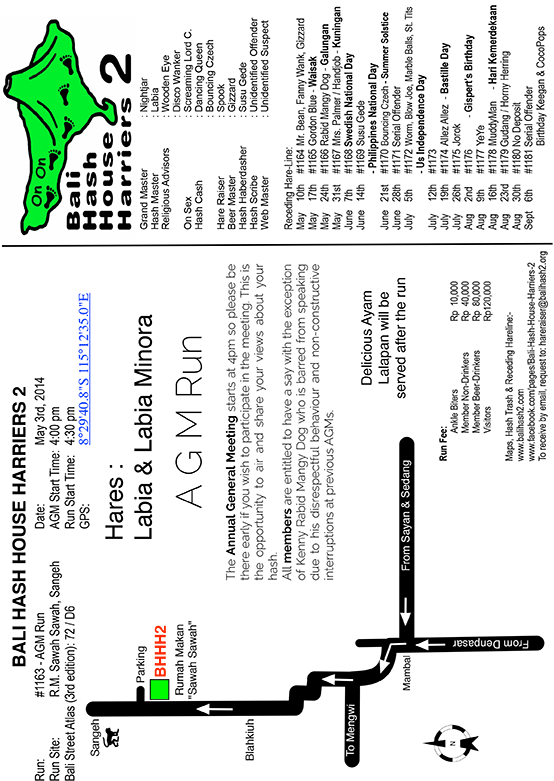 BALI HASH HOUSE HARRIERS 2
Run: #1163 - AGM Run
Run Site: R.M. Sawah Sawah, Sangeh
Bali Street Atlas (3rd edition): 72 / D6
Date: May 3rd, 2014
AGM Start Time: 4:00 pm
Run Start Time: 4:30 pm
GPS: 8°29'40.8"S 115°12'35.0"E
Hares :
Labia & Labia Minora
A G M Run
The Annual General Meeting starts at 4pm so please be
there early if you wish to participate in the meeting. This is
the opportunity to air and share your views about your
hash.
All members are entitled to have a say with the exception
of Kenny Rabid Mangy Dog who is barred from speaking
due to his disrespectful behaviour and non-constructive
interruptions at previous AGMs.
Delicious Ayam
Lalapan will be
served after the run
Sangeh
Parking
BHHH2
Rumah Makan
"Sawah Sawah"
Blahkiuh
To Mengwi
Mambal
From Sayan & Sedang
From Denpasar
N
Run Fee:
Ankle Biters Rp 10,000
Member Non-Drinkers Rp 40,000
Member Beer-Drinkers Rp 80,000
Visitors Rp120,000
Maps, Hash Trash & Receding Hareline:-
www.balihash2.com
www.facebook.com/pages/Bali-Hash-House-Harriers-2
To receive by email, request to: hareraiser@balihash2.org
On On
Bali
Hash
House
Harriers 2
Grand Master : Nightjar
Hash Master : Labia
Religious Advisors : Wooden Eye
: Disco Wanker
: Screaming Lord C.
On Sex : Dancing Queen
Hash Cash : Bouncing Czech
Hare Raiser : Spook
Beer Master : Gizzard
Hash Haberdasher : Susu Gede
Hash Scribe : Unidentified Offender
Web Master : Unidentified Suspect
Receding Hare-Line:
May 10th #1164 Mr. Bean, Fanny Wank, Gizzard
May 17th #1165 Gordon Blue - Waisak
May 24th #1166 Rabid Mangy Dog - Galungan
May 31st #1167 Mrs. Palmer / Handjob - Kuningan
June 7th #1168 Swedish National Day
June 14th #1169 Susu Gede
- Philippines National Day
June 21st #1170 Bouncing Czech - Summer Solstice
June 28th #1171 Serial Offender
July 5th #1172 Worm, Blow Joe, Marble Balls, St. Tits
- Us Independence Day
July 12th #1173
July 19th #1174 Allez Allez - Bastille Day
July 26th #1175 Jorok
Aug 2nd #1176 Gispert's Birthday
Aug 9th #1177 YeYe
Aug 16th #1178 MuddyMan - Hari Kemerdekaan
Aug 23rd #1179 Gudang / Horny Herring
Aug 30th #1180 No Deposit
Sept 6th #1181 Serial Offender
Birthday Keegan & CocoPops